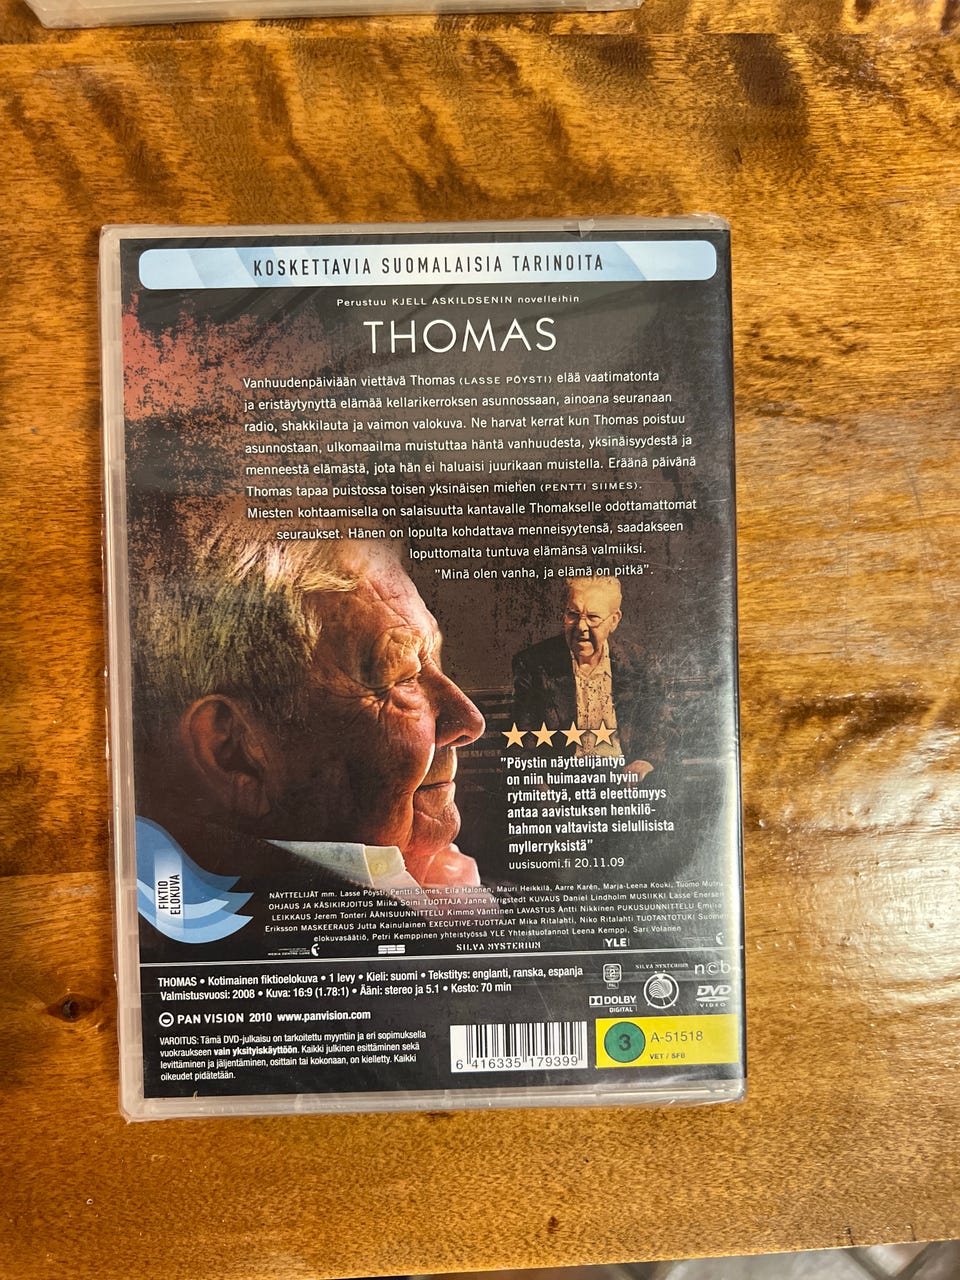 KOSKETTAVIA SUOMALAISIA TARINOITA
Perustuu KJELL ASKILDSENIN novelleihin
THOMAS
Vanhuudenpäiviään viettävä Thomas (LASSE PÖYSTI) elää vaatimatonta
ja eristäytynyttä elämää kellarikerroksen asunnossaan, ainoana seuranaan
radio, shakkilauta ja vaimon valokuva. Ne harvat kerrat kun Thomas poistuu
asunnostaan, ulkomaailma muistuttaa häntä vanhuudesta, yksinäisyydestä ja
menneestä elämästä, jota hän ei haluaisi juurikaan muistella. Eräänä päivänä
Thomas tapaa puistossa toisen yksinäisen miehen (PENTTI SIIMES).
Miesten kohtaamisella on salaisuutta kantavalle Thomakselle odottamattomat
seuraukset. Hänen on lopulta kohdattava menneisyytensä, saadakseen
loputtomalta tuntuva elämänsä valmiiksi.
"Minä olen vanha, ja elämä on pitkä".
"Pöystin näyttelijäntyö
on niin huimaavan hyvin
rytmitettyä, että eleettömyys
antaa aavistuksen henkilö-
hahmon valtavista sielullisista
myllerryksistä"
uusisuomi.fi 20.11.09
FIKTIO
ELOKUVA
NÄYTTELIJÄT mm. Lasse Pöysti, Pentti Siimes, Eila Halonen, Mauri Heikkilä, Aarre Karén, Marja-Leena Kouki, Tuomo
OHJAUS JA KÄSIKIRJOITUS Miika Soini TUOTTAJA Janne Wrigstedt KUVAUS Daniel Lindholm MUSIIKKI Lasse Enersen
LEIKKAUS Jerem Tonteri ÄÄNISUUNNITTELU Kimmo Vänttinen LAVASTUS Antti Nikkinen PUKUSUUNNITTELU Emilia
Eriksson MASKEERAUS Jutta Kainulainen EXECUTIVE-TUOTTAJAT Mika Ritalahti, Niko Ritalahti TUOTANTOTUKI Suomen
elokuvasäätiö, Petri Kemppinen yhteistyössä YLE Yhteistuotannot Leena Kemppi, Sari Volanen
SES SILVA MYSTERIUM YLE
THOMAS • Kotimainen fiktioelokuva • 1 levy • Kieli: suomi • Tekstitys: englanti, ranska, espanja
Valmistusvuosi: 2008 • Kuva: 16:9 (1.78:1) • Ääni: stereo ja 5.1 • Kesto: 70 min
PAN VISION 2010 www.panvision.com
VAROITUS: Tämä DVD-julkaisu on tarkoitettu myyntiin ja eri sopimuksella
vuokraukseen vain yksityiskäyttöön. Kaikki julkinen esittäminen sekä
levittäminen ja jäljentäminen, osittain tai kokonaan, on kielletty. Kaikki
oikeudet pidätetään.
2
PAL
SILVA MYSTERIUM
ncb
DOLBY
DIGITAL
DVD
VIDEO
6 416335 179399
3
A-51518
VET / SFB